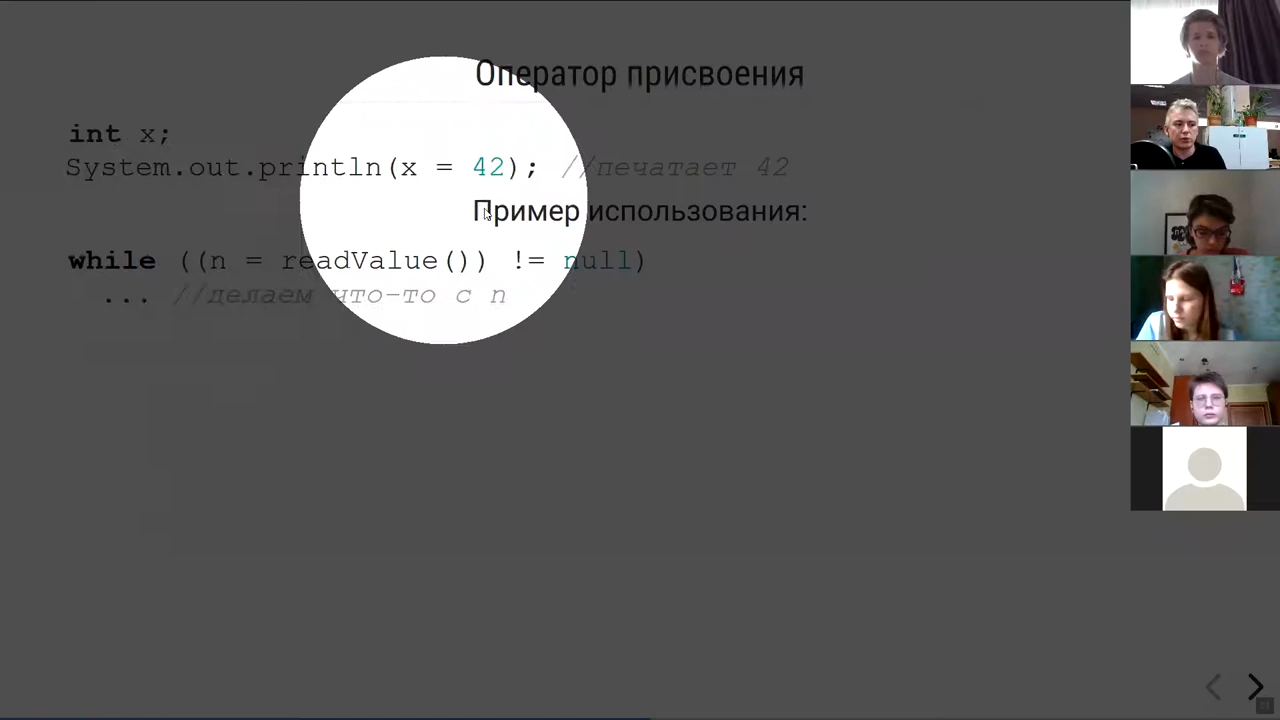 Оператор присвоения
int x;
System.out.println(x = 42); //печатает 42
Пример использования:
while ((n = readValue()) != null)
... //делаем что-то с n